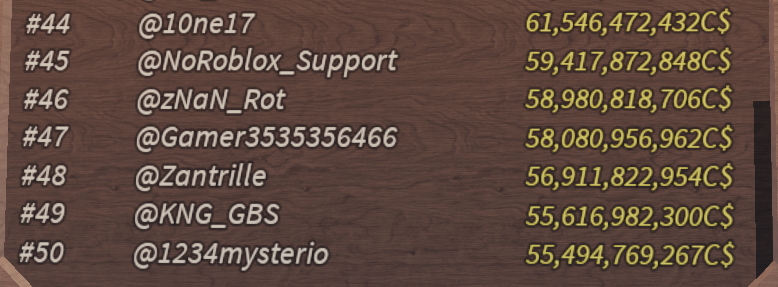 #44 @10ne17 61,546,472,432C$
#45 @NoRoblox_Support 59,417,872,848C$
#46 @zNaN_Rot 58,980,818,706C$
#47 @Gamer3535356466 58,080,956,962C$
#48 @Zantrille 56,911,822,954C$
#49 @KNG_GBS 55,616,982,300C$
#50 @1234mysterio 55,494,769,267C$